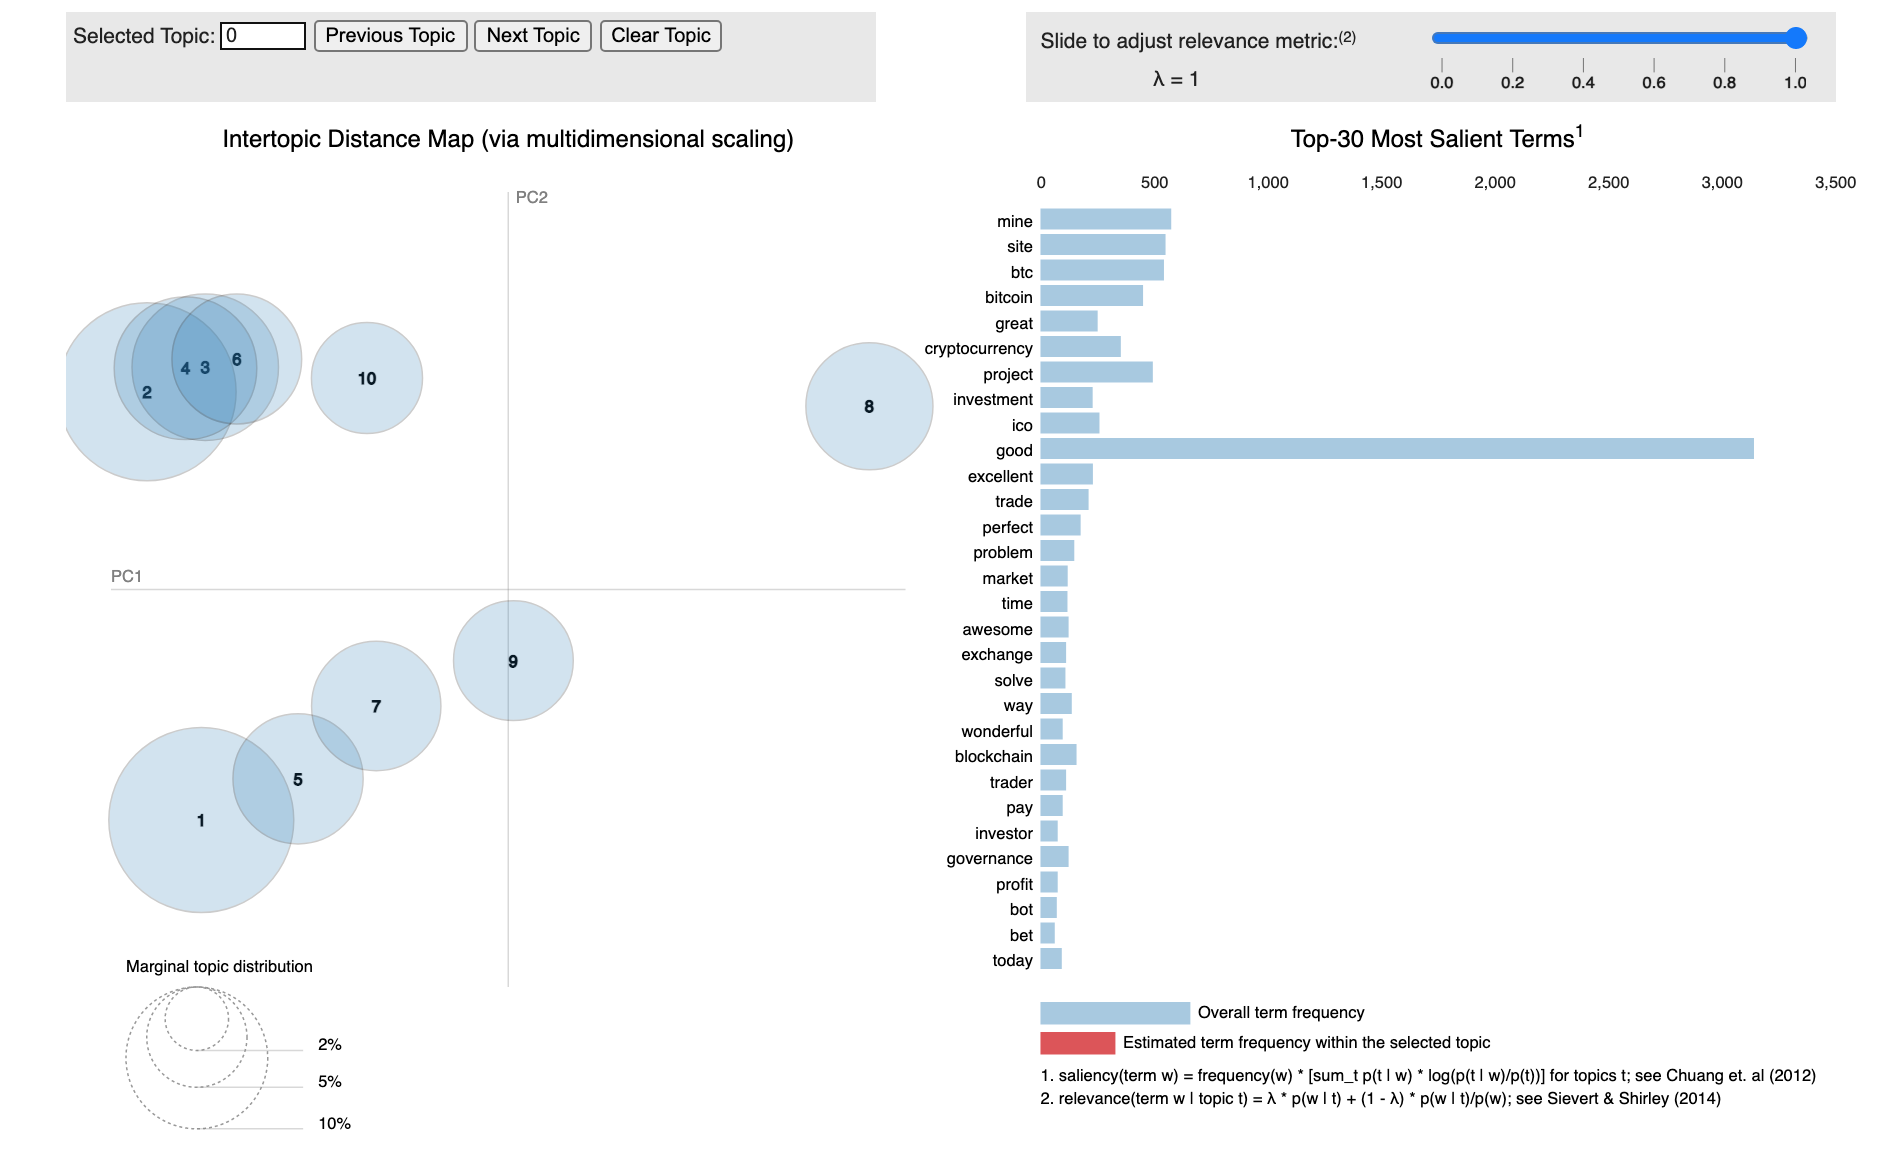 Selected Topic: 0 Previous Topic Next Topic Clear Topic
Slide to adjust relevance metric:(2)
λ = 1
0.0 0.2 0.4 0.6 0.8 1.0
Intertopic Distance Map (via multidimensional scaling)
PC2
PC1
2
4
3
6
10
8
9
7
5
1
Marginal topic distribution
2%
5%
10%
Top-30 Most Salient Terms1
0 500 1,000 1,500 2,000 2,500 3,000 3,500
mine
site
btc
bitcoin
great
cryptocurrency
project
investment
ico
good
excellent
trade
perfect
problem
market
time
awesome
exchange
solve
way
wonderful
blockchain
trader
pay
investor
governance
profit
bot
bet
today
Overall term frequency
Estimated term frequency within the selected topic
1. saliency(term w) = frequency(w) * [sum_t p(t | w) * log(p(t | w)/p(t))] for topics t; see Chuang et. al (2012)
2. relevance(term w | topic t) = λ * p(w | t) + (1 - λ) * p(w | t)/p(w); see Sievert & Shirley (2014)